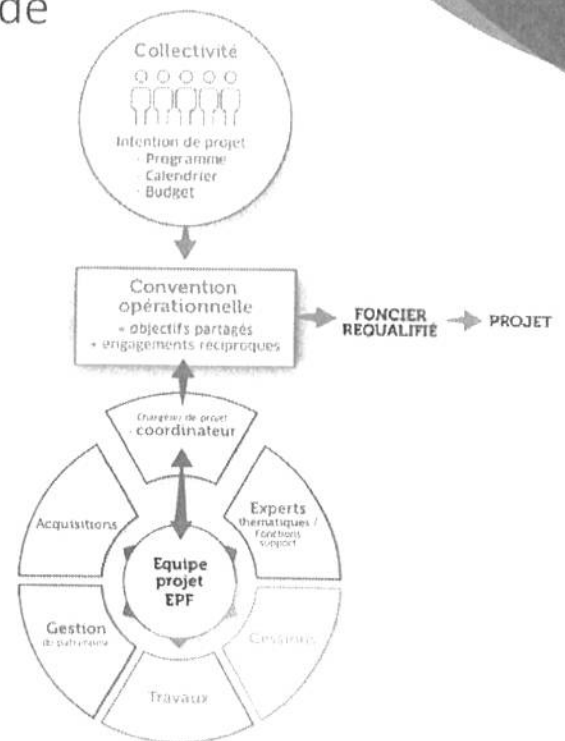 de
Collectivité
Intention de projet
· Programme
· Calendrier
· Budget
Convention
opérationnelle
+ objectifs partagés
+ engagements réciproques
FONCIER
REQUALIFIÉ
PROJET
de projet
coordinateur
Acquisitions
Experts
thématiques /
Fonctions
support
Equipe
projet
EPF
Gestion
du patrimoine
Cessions
Travaux